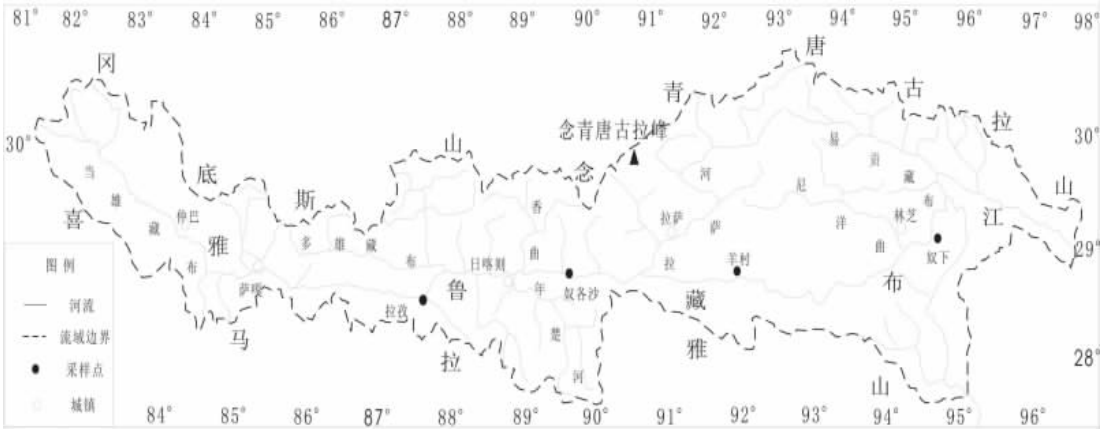 81° 82° 83° 84° 85° 86° 87° 88° 89° 90° 91° 92° 93° 94° 95° 96° 97° 98°
冈底斯山
念青唐古拉山
念青唐古拉峰
喜马拉雅山
雅鲁藏布江
30°
30°
29°
28°
当雄藏布
仲巴
萨嘎
多雄藏布
拉孜
日喀则
香曲
年楚河
奴各沙
拉萨
拉萨河
羊村
尼洋曲
易贡藏布
林芝
奴下
图 例
河流
流域边界
采样点
城镇
84° 85° 86° 87° 88° 89° 90° 91° 92° 93° 94° 95° 96°